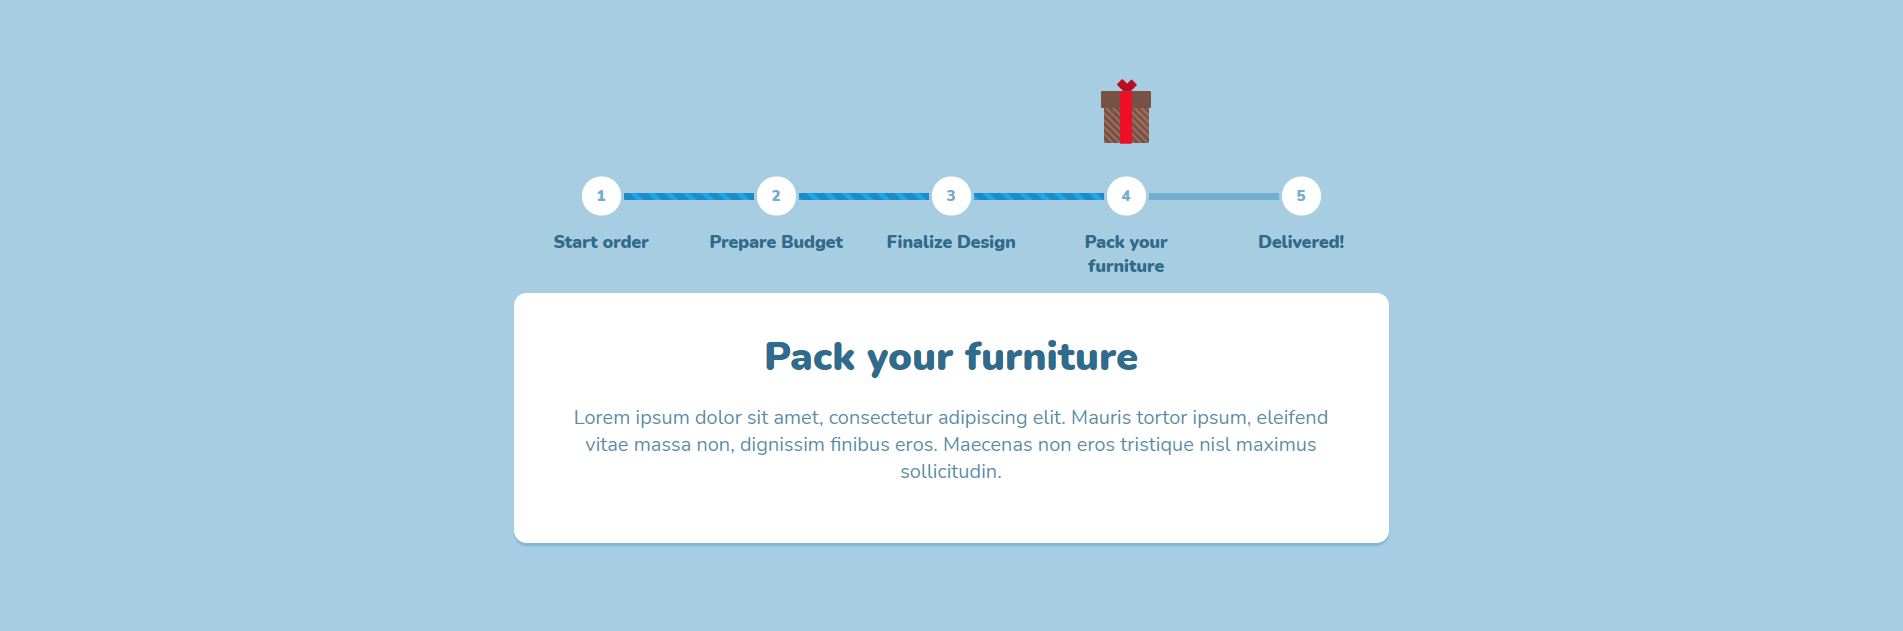 1 2 3 4 5
Start order Prepare Budget Finalize Design Pack your furniture Delivered!
Pack your furniture
Lorem ipsum dolor sit amet, consectetur adipiscing elit. Mauris tortor ipsum, eleifend
vitae massa non, dignissim finibus eros. Maecenas non eros tristique nisl maximus
sollicitudin.